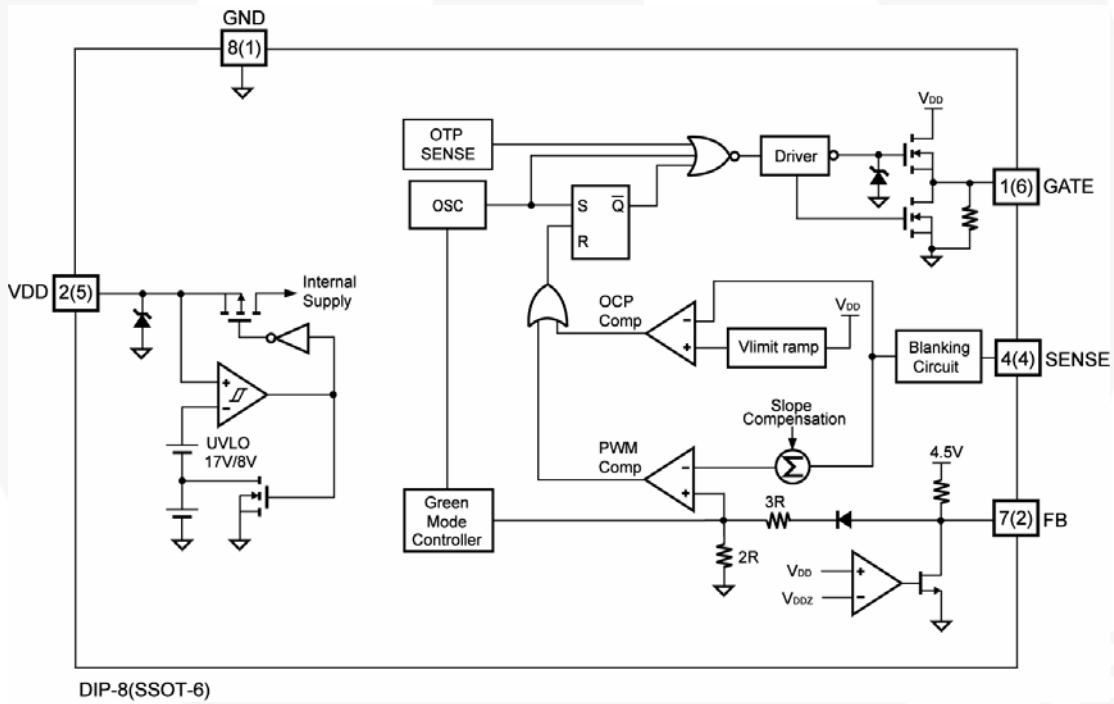 GND
8(1)
OTP
SENSE
OSC
S
Q̅
R
Driver
VDD
1(6)
GATE
VDD
2(5)
Internal
Supply
+
−
UVLO
17V/8V
OCP
Comp
−
+
Vlimit ramp
VDD
Blanking
Circuit
4(4)
SENSE
Slope
Compensation
Σ
PWM
Comp
−
+
Green
Mode
Controller
3R
2R
4.5V
7(2)
FB
VDD
+
VDDZ
−
DIP-8(SSOT-6)